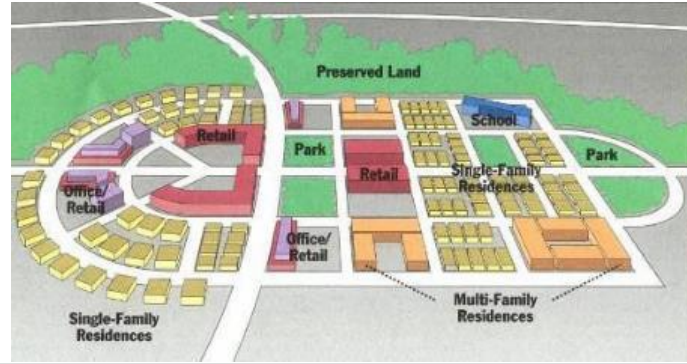 Preserved Land
Retail
School
Park
Park
Retail
Single-Family
Residences
Office/
Retail
Office/
Retail
Multi-Family
Residences
Single-Family
Residences